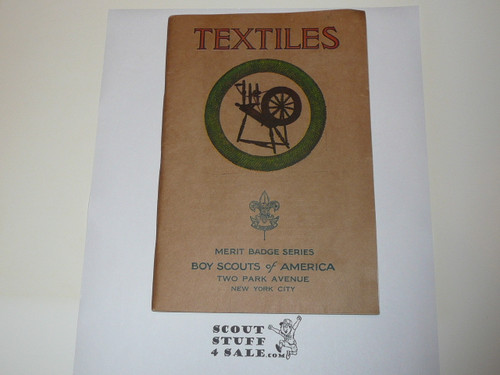 TEXTILES
MERIT BADGE SERIES
BOY SCOUTS of AMERICA
TWO PARK AVENUE
NEW YORK CITY
SCOUT
STUFF
4 SALE.COM